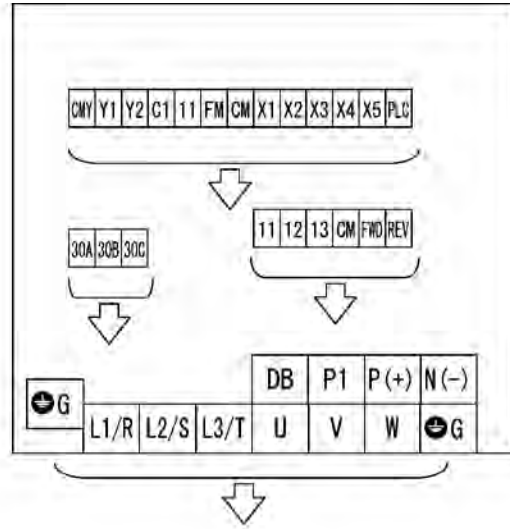 CMY Y1 Y2 C1 11 FM CM X1 X2 X3 X4 X5 PLC
11 12 13 CM FWD REV
30A 30B 30C
DB P1 P(+) N(-)
G
L1/R L2/S L3/T U V W G